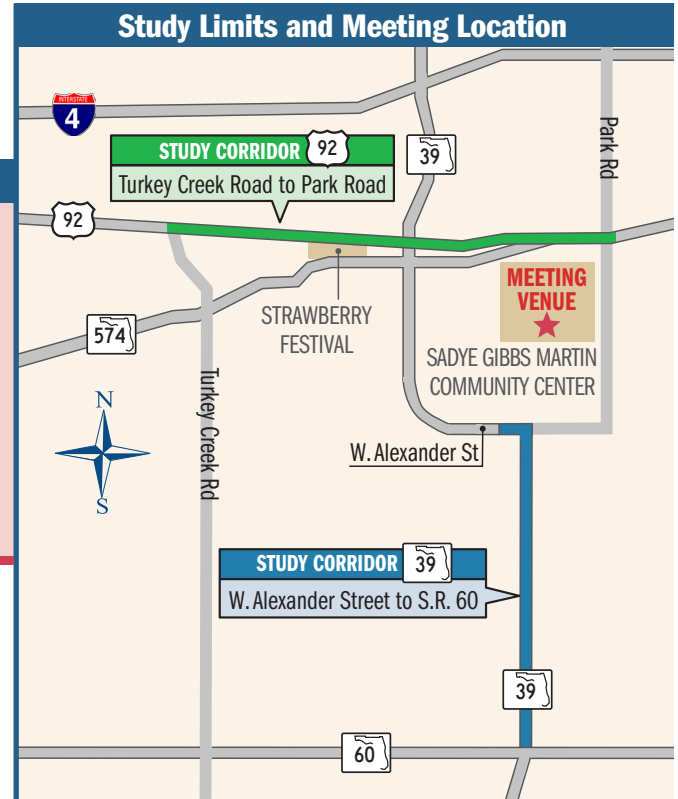 Study Limits and Meeting Location
INTERSTATE
4
STUDY CORRIDOR 92
Turkey Creek Road to Park Road
39
Park Rd
92
STRAWBERRY
FESTIVAL
MEETING
VENUE
SADYE GIBBS MARTIN
COMMUNITY CENTER
574
Turkey Creek Rd
N
S
W. Alexander St
STUDY CORRIDOR 39
W. Alexander Street to S.R. 60
39
60